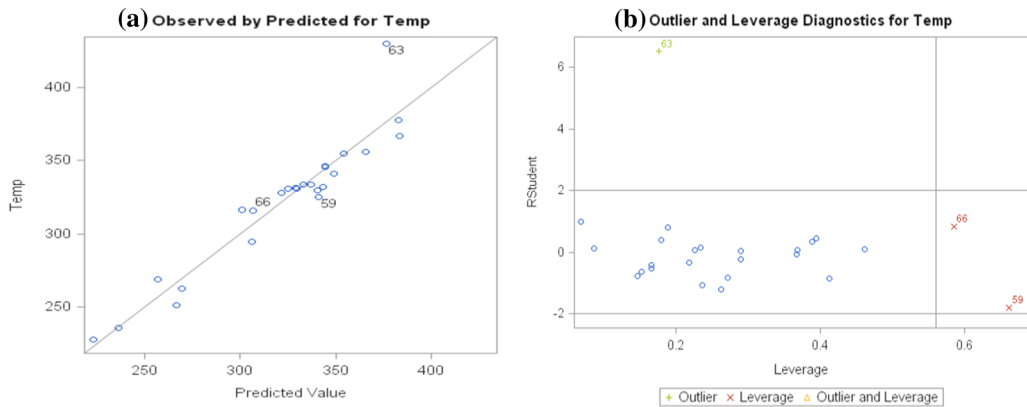 (a) Observed by Predicted for Temp
63
400
350
Temp
300
66
59
250
250 300 350 400
Predicted Value
(b) Outlier and Leverage Diagnostics for Temp
63
6
4
RStudent
2
66
0
59
-2
0.2 0.4 0.6
Leverage
Outlier Leverage Outlier and Leverage